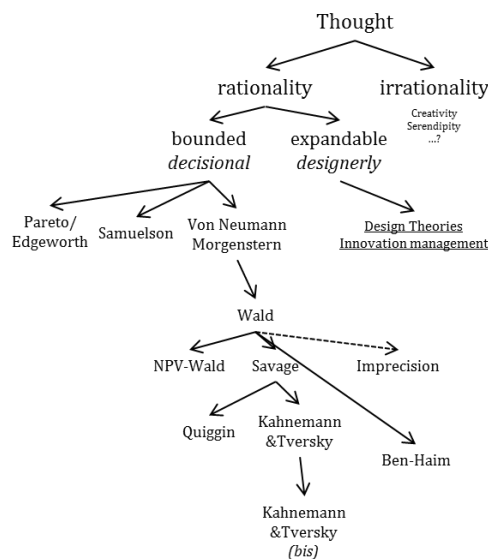 Thought
rationality
irrationality
Creativity
Serendipity
...?
bounded
decisional
expandable
designerly
Pareto/
Edgeworth
Samuelson
Von Neumann
Morgenstern
Design Theories
Innovation management
Wald
NPV-Wald
Savage
Imprecision
Quiggin
Kahnemann
&Tversky
Ben-Haim
Kahnemann
&Tversky
(bis)